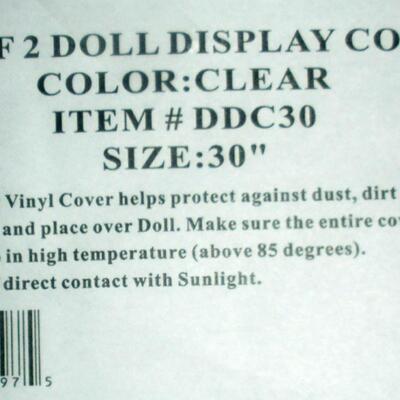 F 2 DOLL DISPLAY CO
COLOR:CLEAR
ITEM # DDC30
SIZE:30"
Vinyl Cover helps protect against dust, dirt
and place over Doll. Make sure the entire co
in high temperature (above 85 degrees).
direct contact with Sunlight.
97 5